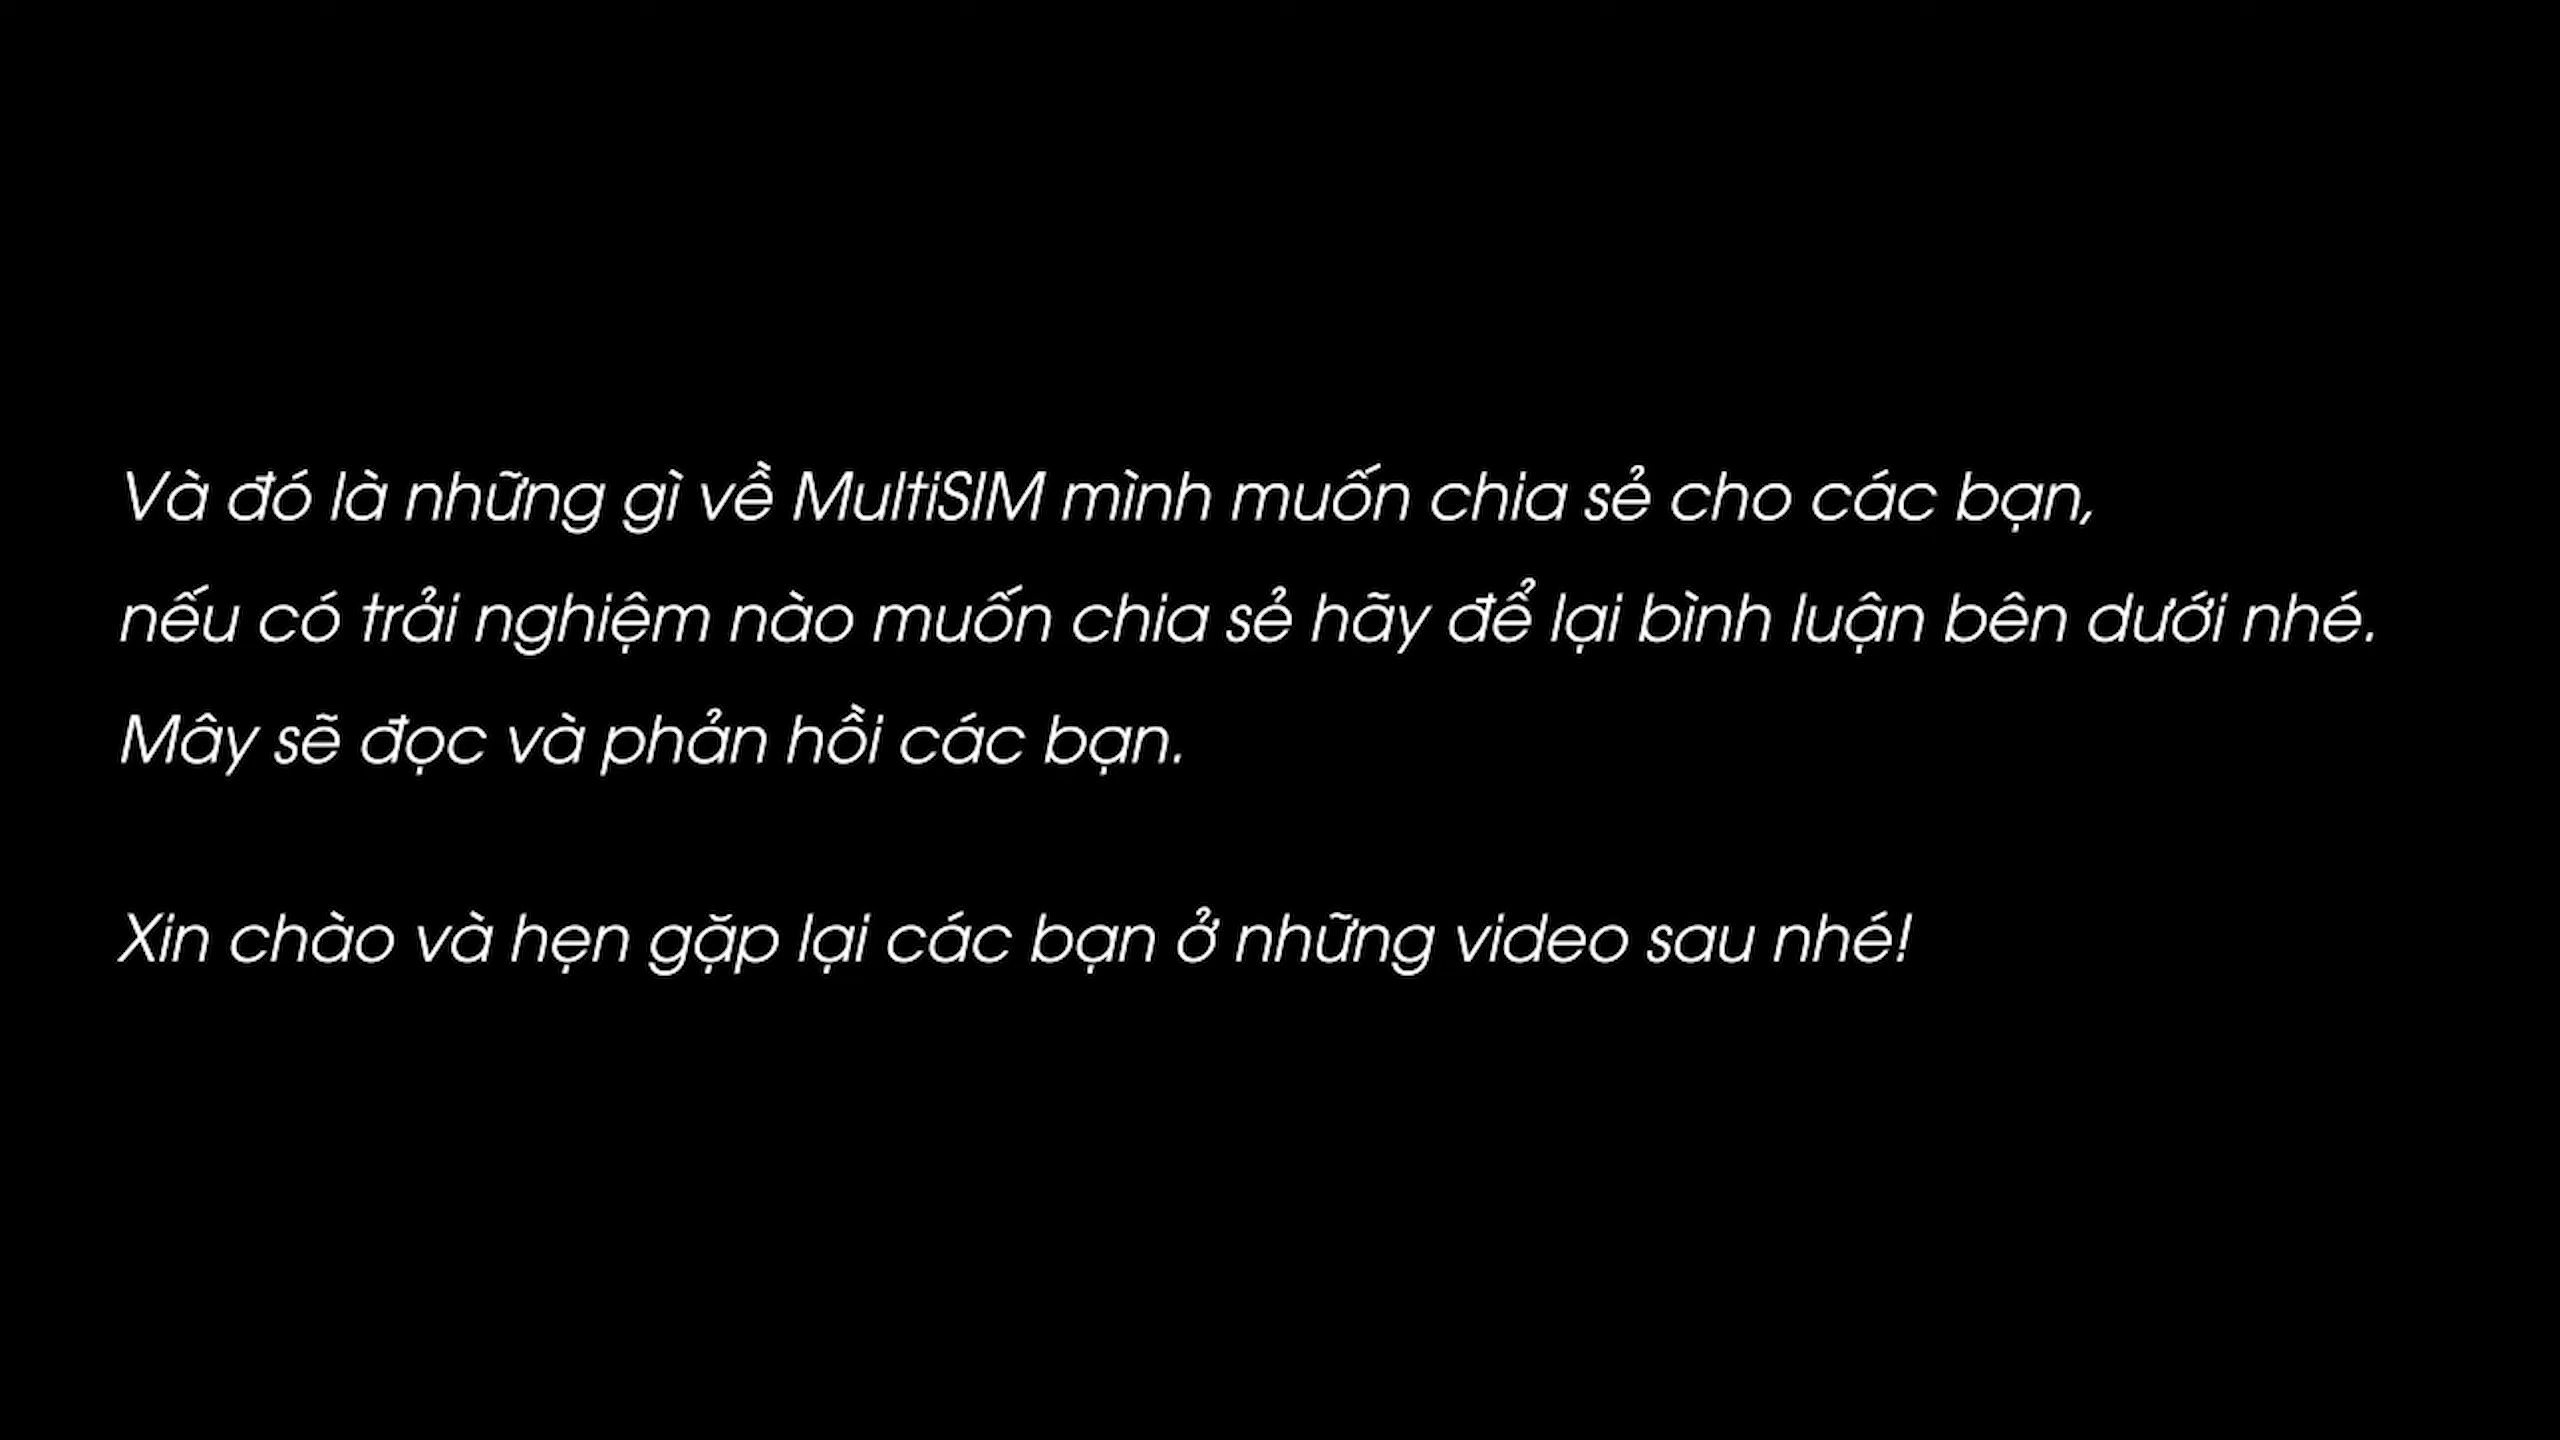 Và đó là những gì về MultiSIM mình muốn chia sẻ cho các bạn,
nếu có trải nghiệm nào muốn chia sẻ hãy để lại bình luận bên dưới nhé.
Mây sẽ đọc và phản hồi các bạn.
Xin chào và hẹn gặp lại các bạn ở những video sau nhé!